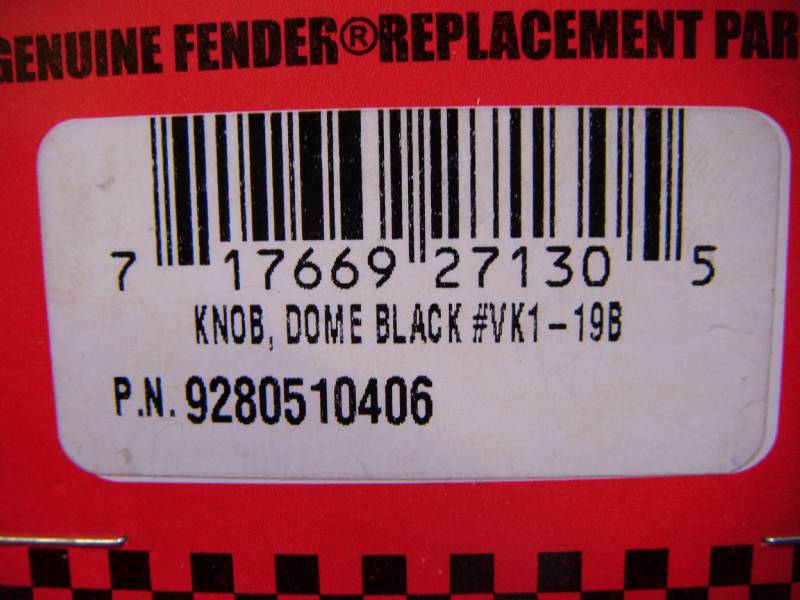 GENUINE FENDER®REPLACEMENT PAR
7 17669 27130 5
KNOB, DOME BLACK #VK1-19B
P.N. 9280510406